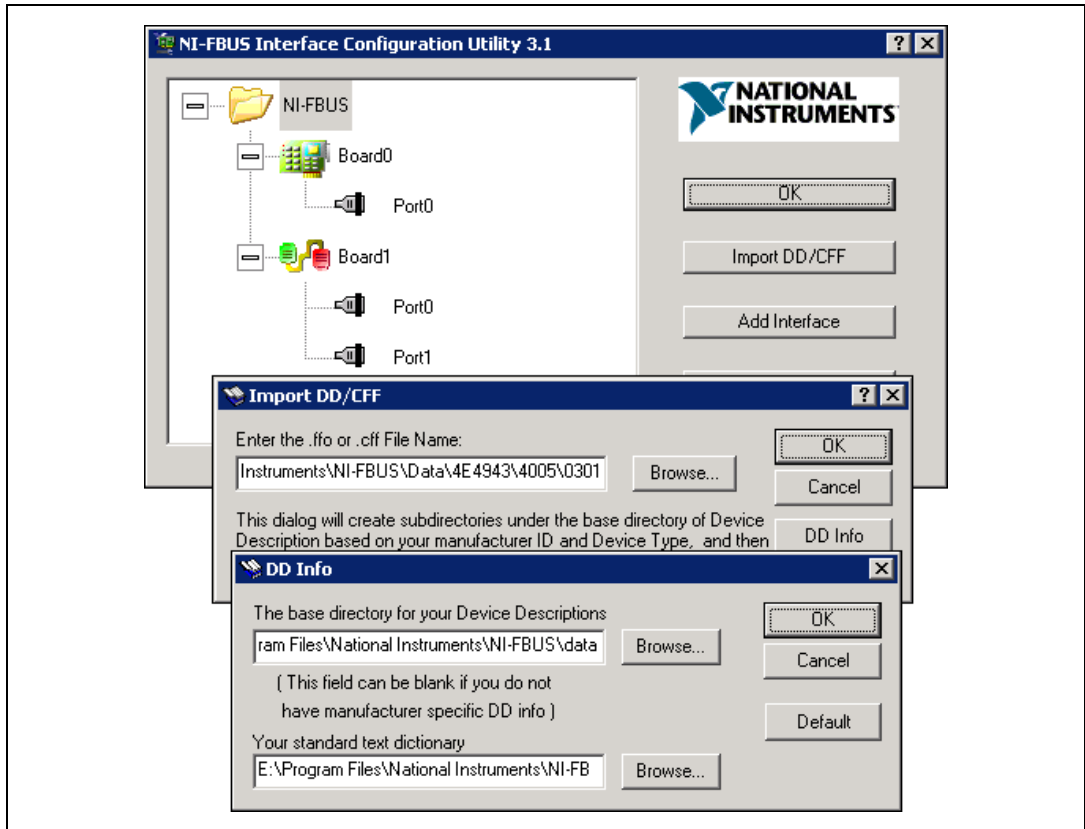 NI-FBUS Interface Configuration Utility 3.1
NI-FBUS
Board0
Port0
Board1
Port0
Port1
NATIONAL
INSTRUMENTS
OK
Import DD/CFF
Add Interface
Import DD/CFF
Enter the .ffo or .cff File Name:
Instruments\NI-FBUS\Data\4E4943\4005\0301
Browse...
OK
Cancel
This dialog will create subdirectories under the base directory of Device
Description based on your manufacturer ID and Device Type, and then
DD Info
DD Info
The base directory for your Device Descriptions
ram Files\National Instruments\NI-FBUS\data
Browse...
( This field can be blank if you do not
have manufacturer specific DD info )
Your standard text dictionary
E:\Program Files\National Instruments\NI-FB
Browse...
OK
Cancel
Default